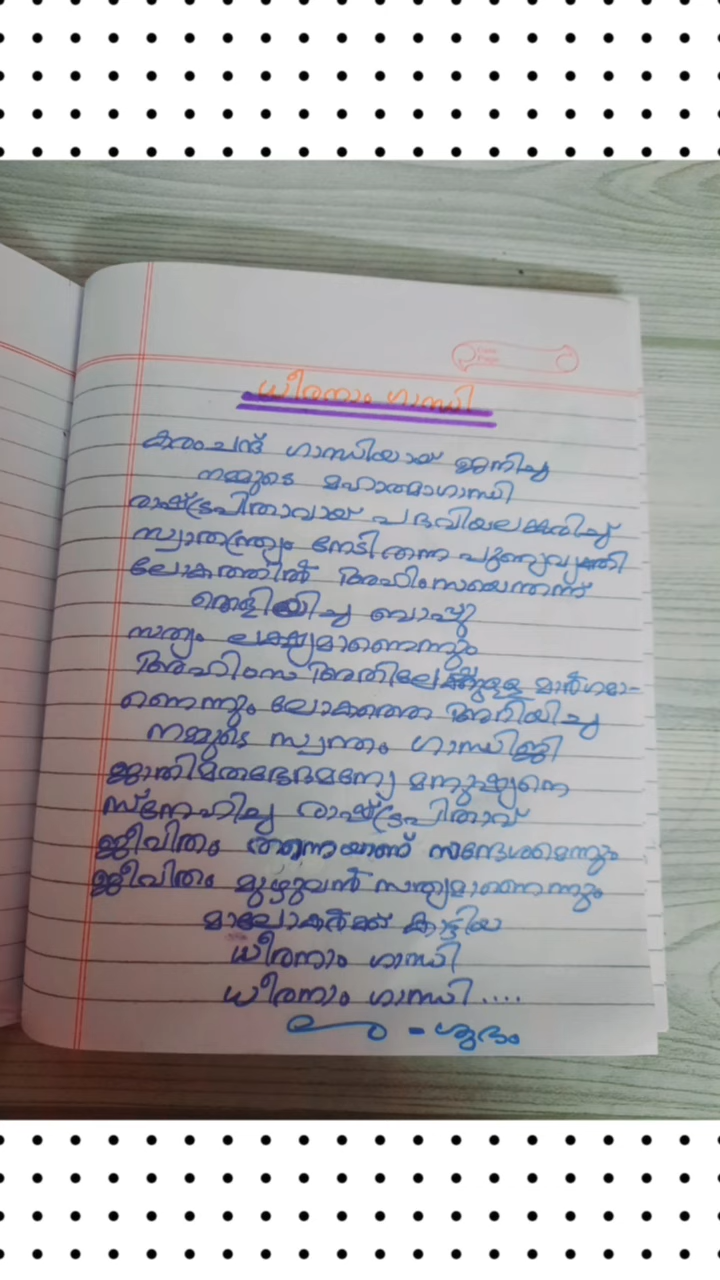 ധീരനാം ഗാന്ധി
കരംചന്ദ് ഗാന്ധിയായ് ജനിച്ച
നമ്മുടെ മഹാത്മാഗാന്ധി
രാഷ്ട്രപിതാവായ് പദവിയലങ്കരിച്ച്
സ്വാതന്ത്ര്യം നേടിതന്ന പുണ്യവ്യക്തി
ലോകത്തിൽ അഹിംസയെന്തെന്ന്
തെളിയിച്ച ബാപ്പു
സത്യം ലക്ഷ്യമാണെന്നും
അഹിംസ അതിലേക്കുള്ള മാർഗമാ-
ണെന്നും ലോകത്തെ അറിയിച്ച
നമ്മുടെ സ്വന്തം ഗാന്ധിജി
ജാതിമതഭേദമന്യേ മനുഷ്യനെ
സ്നേഹിച്ച രാഷ്ട്രപിതാവ്
ജീവിതം തന്നെയാണ് സന്ദേശമെന്നും
ജീവിതം മുഴുവൻ സത്യമാണെന്നും
മാലോകർക്ക് കാട്ടിയ
ധീരനാം ഗാന്ധി
ധീരനാം ഗാന്ധി....
- ശുഭം